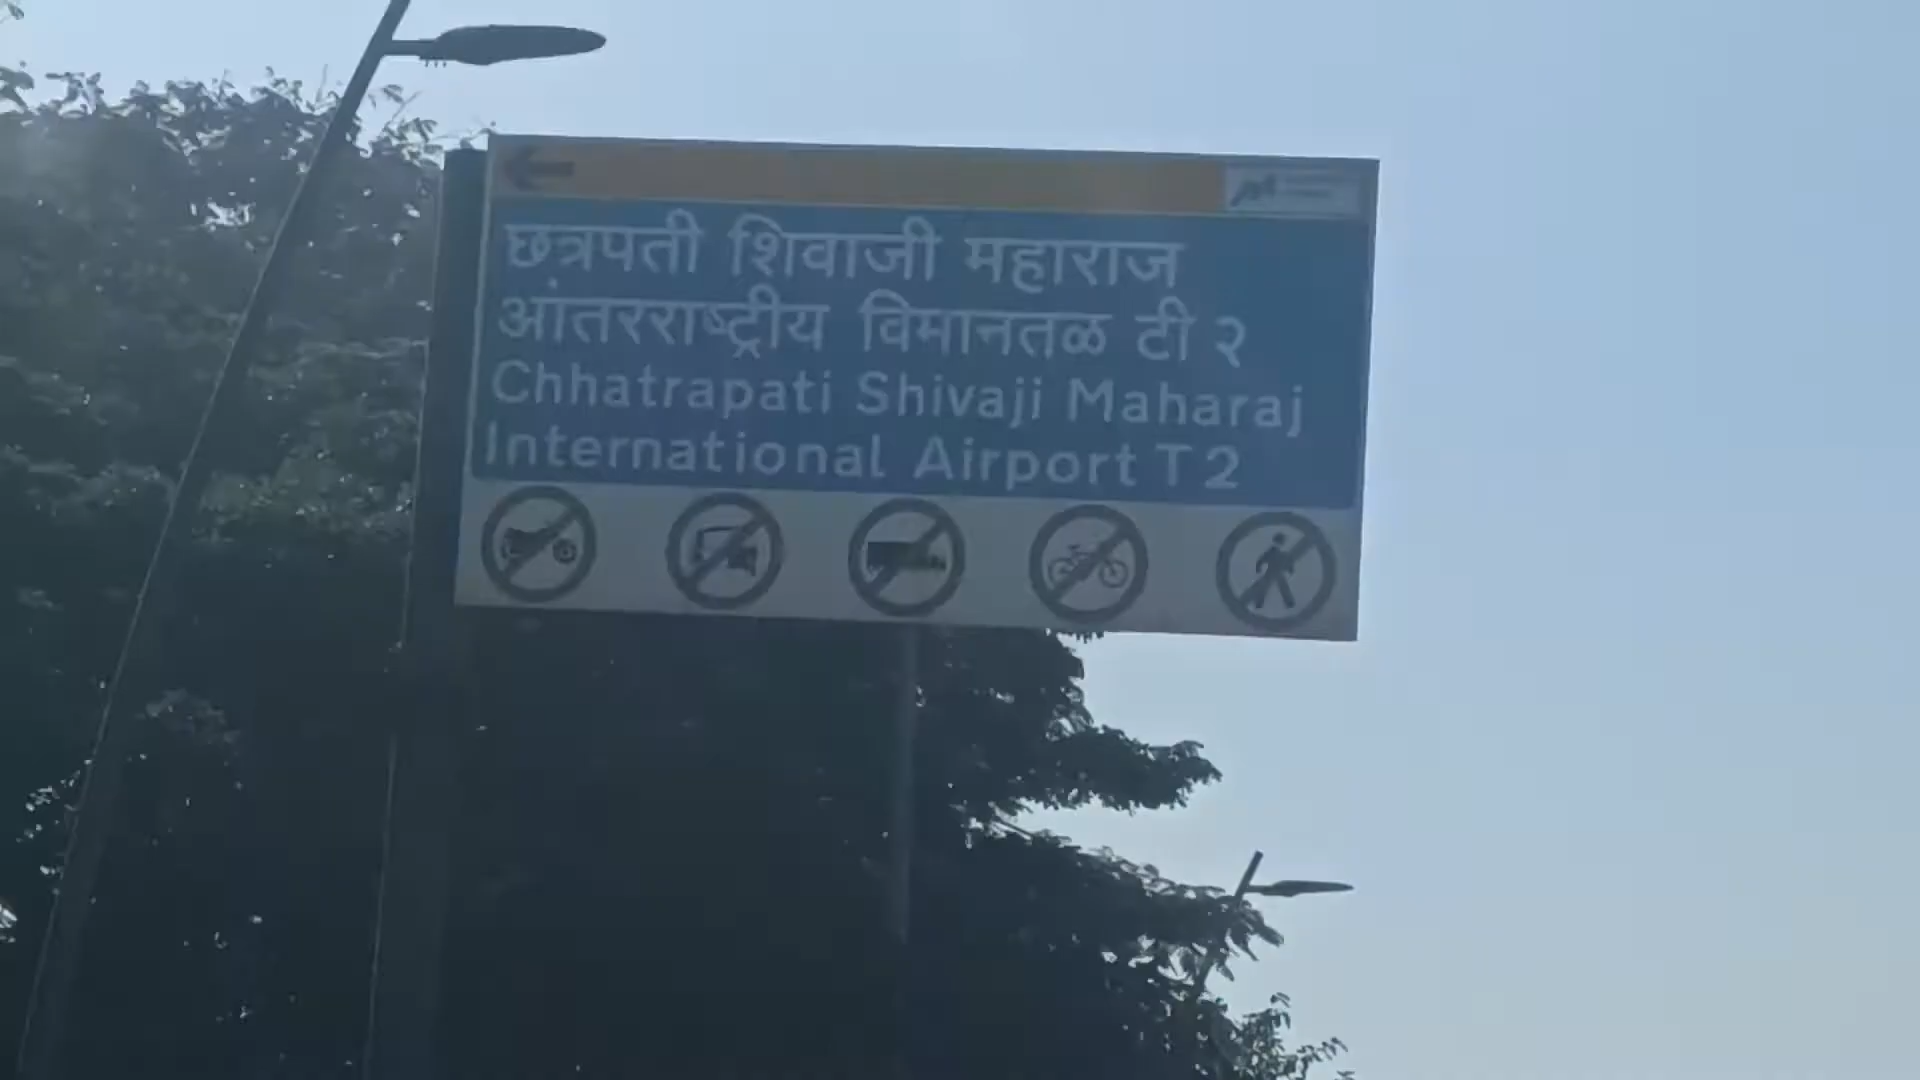 छत्रपती शिवाजी महाराज
आंतरराष्ट्रीय विमानतळ टी २
Chhatrapati Shivaji Maharaj
International Airport T2